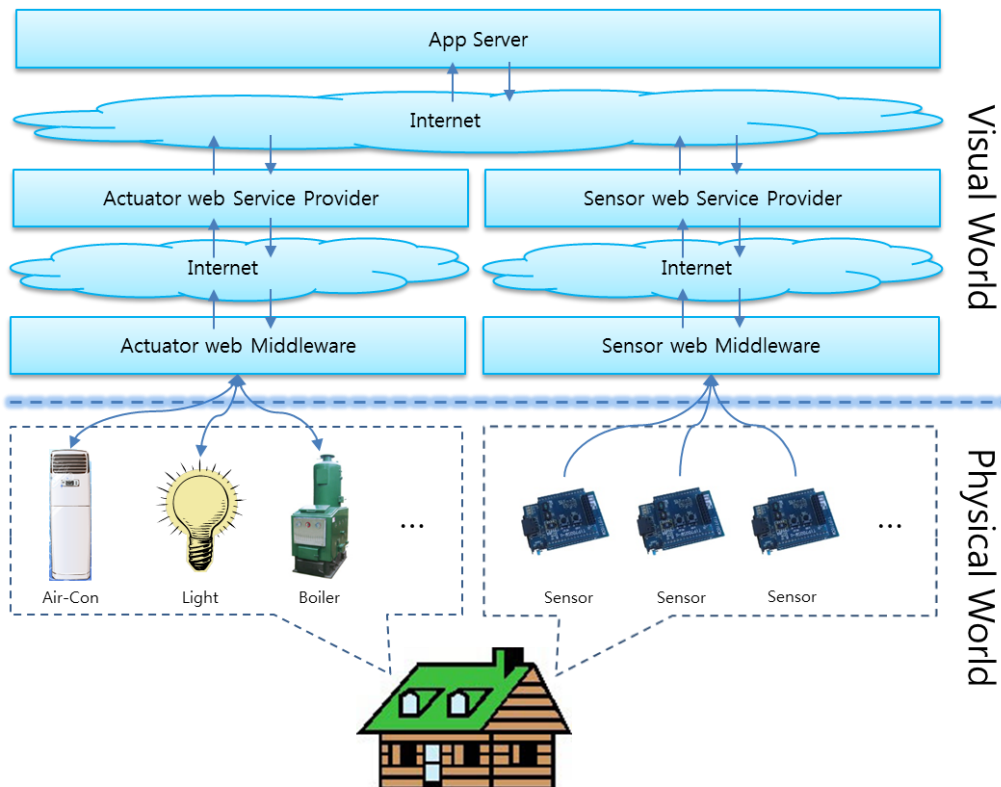 App Server
Internet
Actuator web Service Provider
Sensor web Service Provider
Internet
Internet
Actuator web Middleware
Sensor web Middleware
Visual World
...
...
Air-Con
Light
Boiler
Sensor
Sensor
Sensor
Physical World